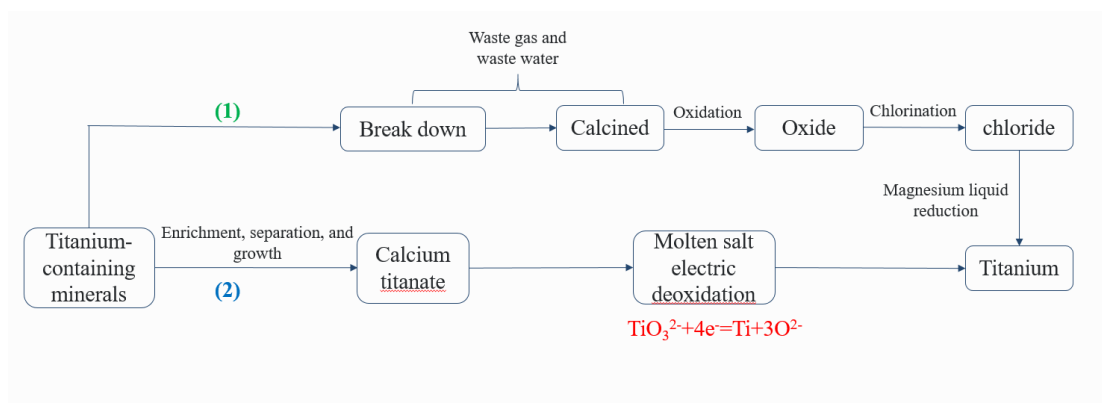 Waste gas and
waste water
(1)
Break down
Calcined
Oxidation
Oxide
Chlorination
chloride
Magnesium liquid
reduction
Titanium-
containing
minerals
Enrichment, separation, and
growth
(2)
Calcium
titanate
Molten salt
electric
deoxidation
Titanium
TiO₃²⁻+4e⁻=Ti+3O²⁻